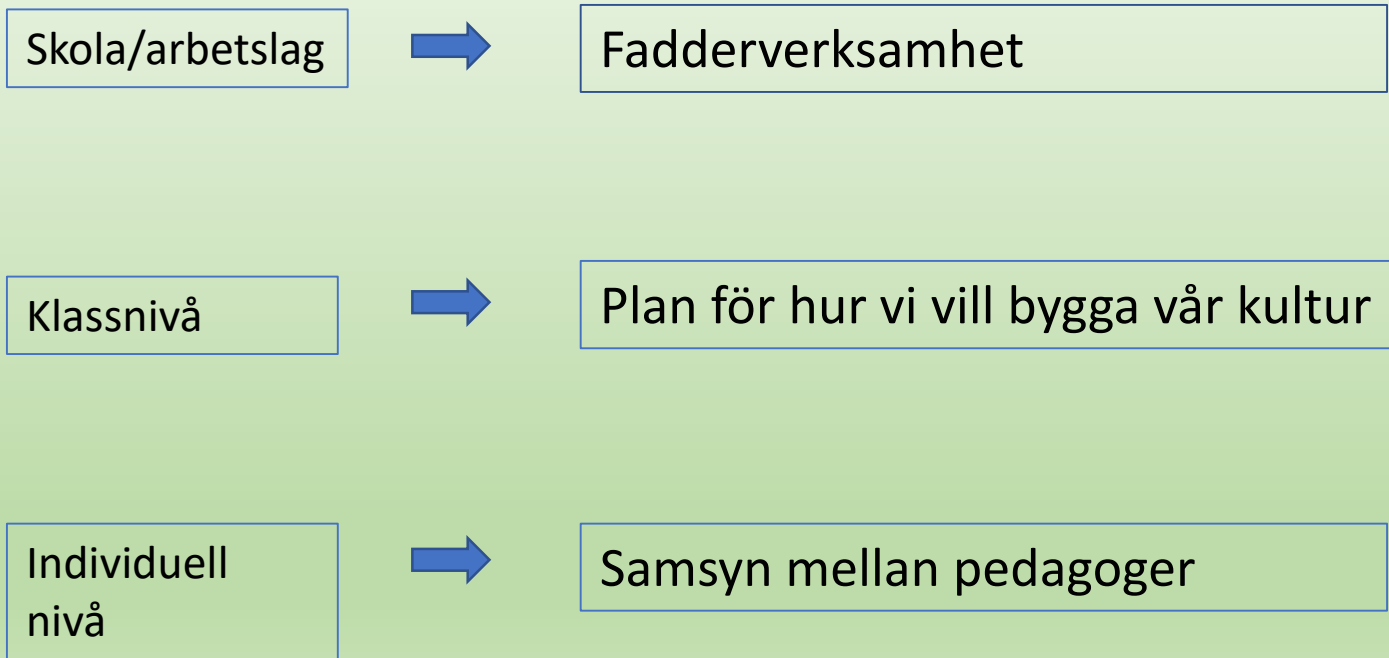 Skola/arbetslag
Fadderverksamhet
Klassnivå
Plan för hur vi vill bygga vår kultur
Individuell
nivå
Samsyn mellan pedagoger